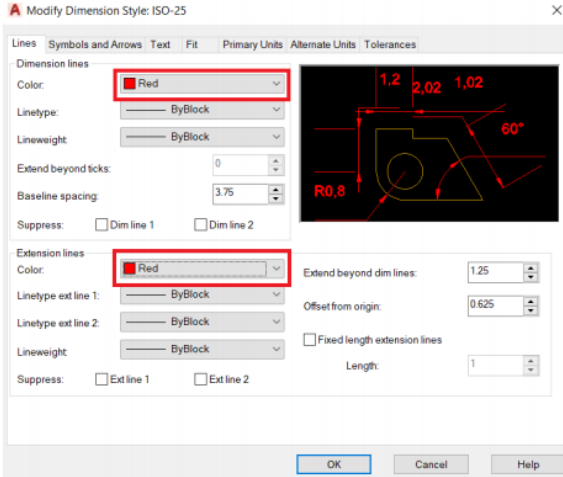 Modify Dimension Style: ISO-25
Lines Symbols and Arrows Text Fit Primary Units Alternate Units Tolerances
Dimension lines
Color: Red
Linetype: ByBlock
Lineweight: ByBlock
Extend beyond ticks: 0
Baseline spacing: 3.75
Suppress: Dim line 1 Dim line 2
1,2 2,02 1,02
60°
R0,8
Extension lines
Color: Red
Linetype ext line 1: ByBlock
Linetype ext line 2: ByBlock
Lineweight: ByBlock
Suppress: Ext line 1 Ext line 2
Extend beyond dim lines: 1.25
Offset from origin: 0.625
Fixed length extension lines
Length: 1
OK Cancel Help